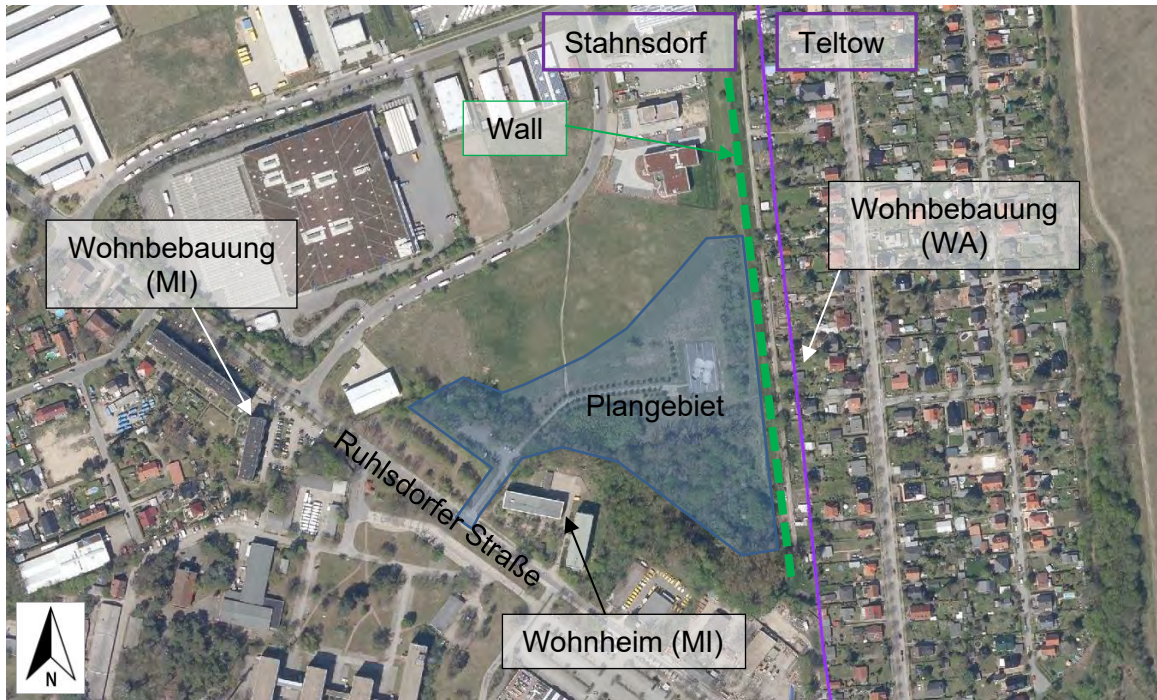 Stahnsdorf
Teltow
Wall
Wohnbebauung
(WA)
Wohnbebauung
(MI)
Plangebiet
Ruhlsdorfer Straße
Wohnheim (MI)
N